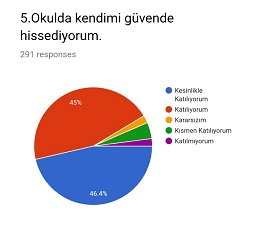 5.Okulda kendimi güvende
hissediyorum.
291 responses
45%
46.4%
Kesinlikle
Katılıyorum
Katılıyorum
Kararsızım
Kısmen Katılıyorum
Katılmıyorum